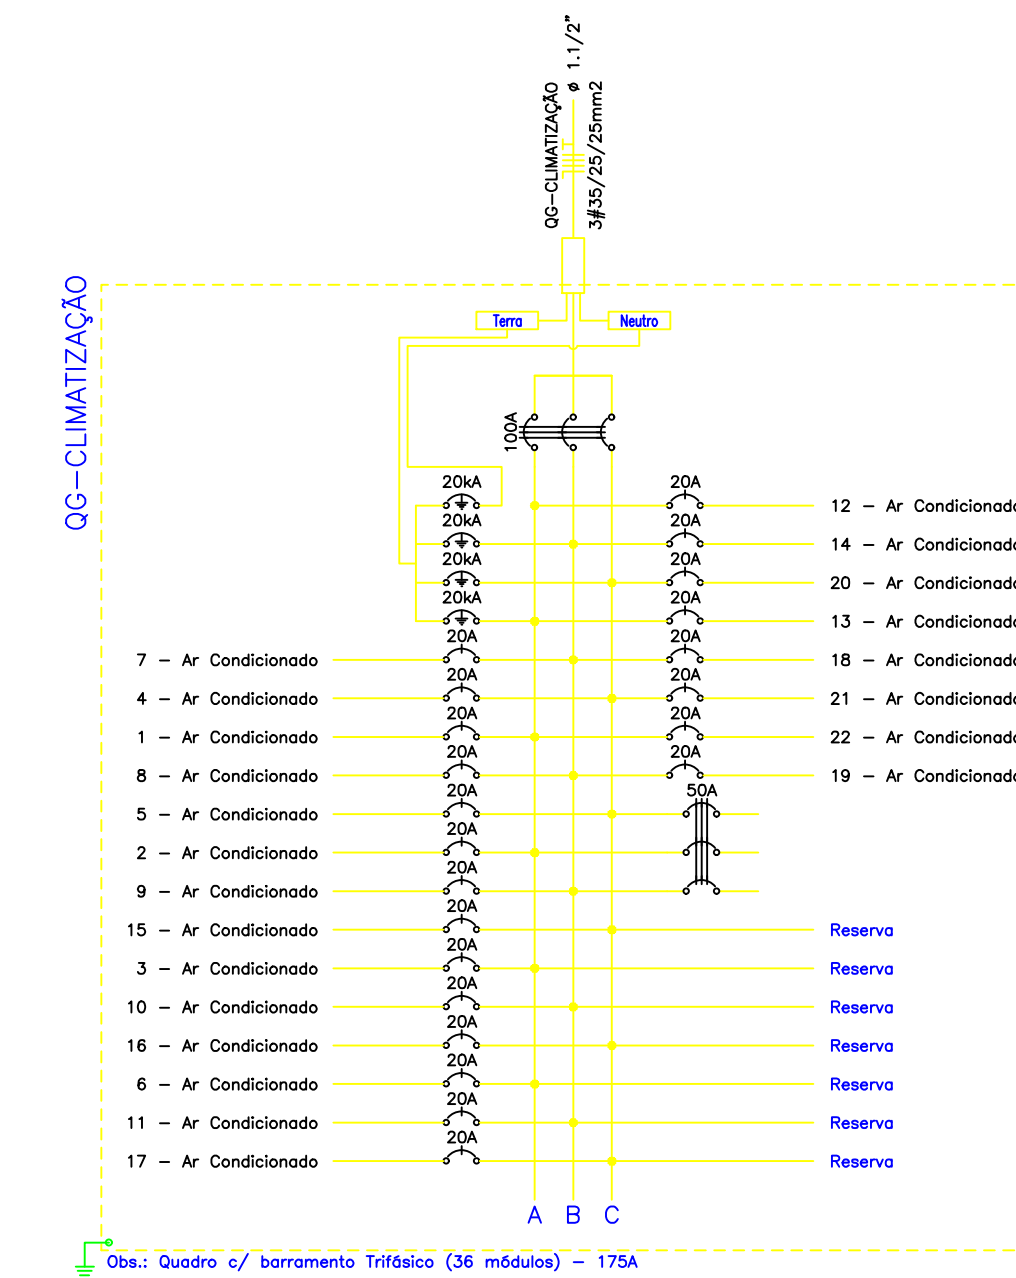 ø 1.1/2"
QG-CLIMATIZAÇÃO
3#35/25/25mm2
QG-CLIMATIZAÇÃO
Terra
Neutro
100A
20kA
20A
12 - Ar Condicionado
20kA
20A
14 - Ar Condicionado
20kA
20A
20 - Ar Condicionado
20kA
20A
13 - Ar Condicionado
7 - Ar Condicionado
20A
20A
18 - Ar Condicionado
4 - Ar Condicionado
20A
20A
21 - Ar Condicionado
1 - Ar Condicionado
20A
20A
22 - Ar Condicionado
8 - Ar Condicionado
20A
20A
19 - Ar Condicionado
5 - Ar Condicionado
20A
50A
2 - Ar Condicionado
20A
9 - Ar Condicionado
20A
15 - Ar Condicionado
20A
Reserva
3 - Ar Condicionado
20A
Reserva
10 - Ar Condicionado
20A
Reserva
16 - Ar Condicionado
20A
Reserva
6 - Ar Condicionado
20A
Reserva
11 - Ar Condicionado
20A
Reserva
17 - Ar Condicionado
20A
Reserva
A B C
Obs.: Quadro c/ barramento Trifásico (36 módulos) - 175A